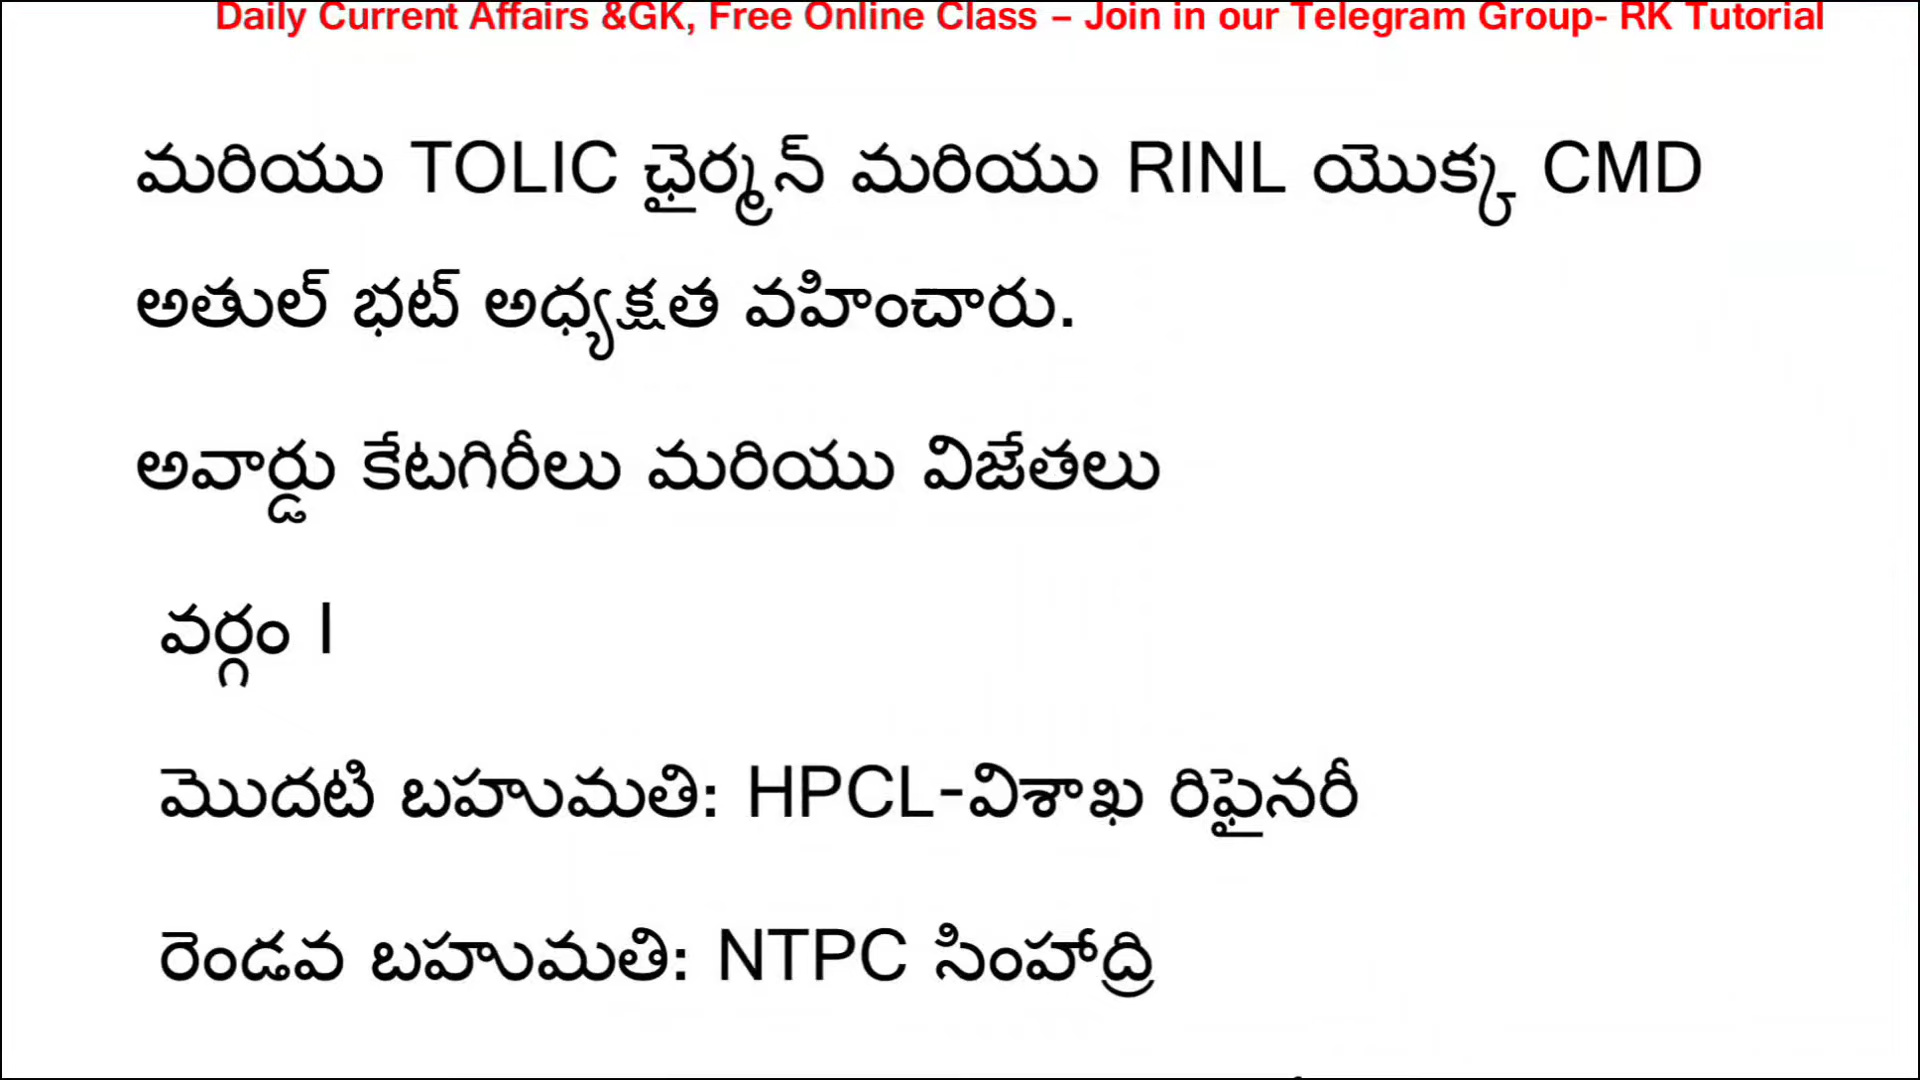 Daily Current Affairs &GK, Free Online Class – Join in our Telegram Group- RK Tutorial
మరియు TOLIC ఛైర్మన్ మరియు RINL యొక్క CMD
అతుల్ భట్ అధ్యక్షత వహించారు.
అవార్డు కేటగిరీలు మరియు విజేతలు
వర్గం I
మొదటి బహుమతి: HPCL-విశాఖ రిఫైనరీ
రెండవ బహుమతి: NTPC సింహాద్రి